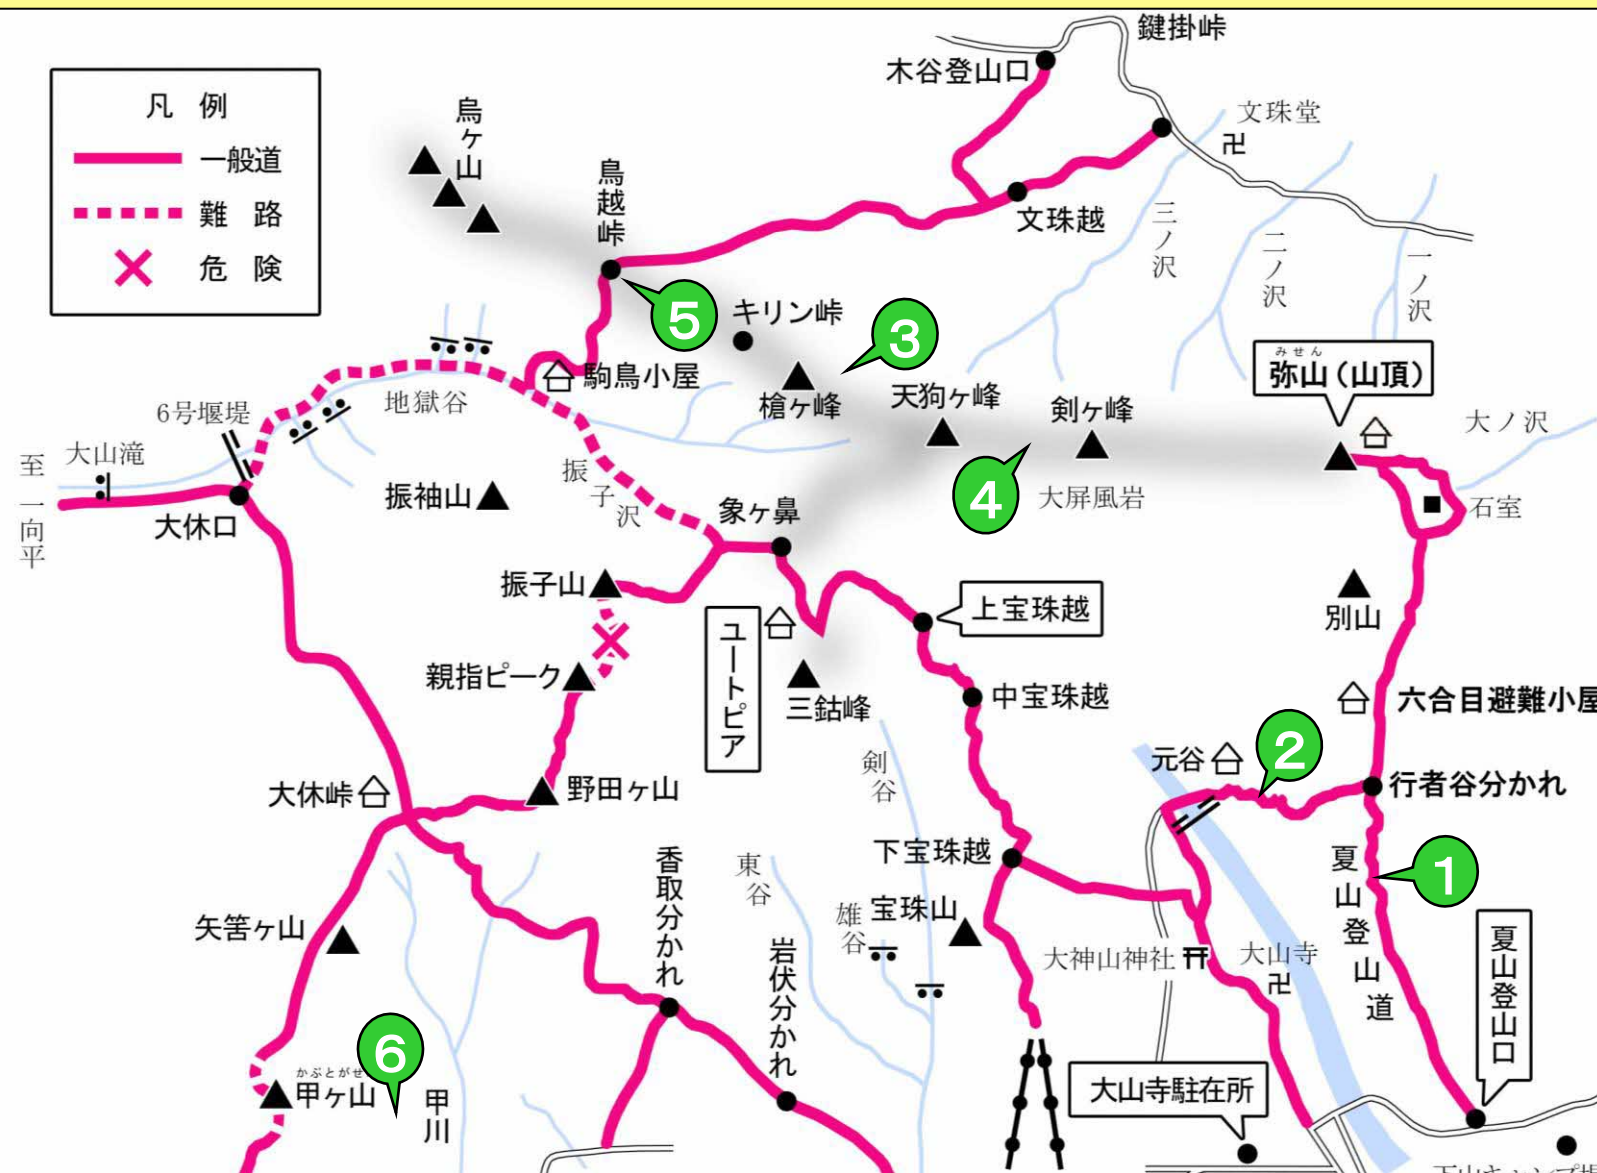 凡 例
一般道
難 路
危 険
鍵掛峠
木谷登山口
文珠堂
卍
烏ヶ山
鳥越峠
文珠越
三ノ沢
二ノ沢
一ノ沢
5
キリン峠
3
駒鳥小屋
槍ヶ峰
天狗ヶ峰
剣ヶ峰
みせん
弥山(山頂)
6号堰堤
地獄谷
大山滝
至一向平
大休口
振袖山
振子沢
象ヶ鼻
4
大屏風岩
大ノ沢
石室
振子山
上宝珠越
別山
ユートピア
親指ピーク
三鈷峰
中宝珠越
六合目避難小屋
元谷
2
行者谷分かれ
大休峠
野田ヶ山
剣谷
下宝珠越
夏山登山道
1
香取分かれ
東谷
雄谷
宝珠山
矢筈ヶ山
岩伏分かれ
大神山神社
大山寺
卍
夏山登山口
6
かぶとがせ
甲ヶ山
甲川
大山寺駐在所